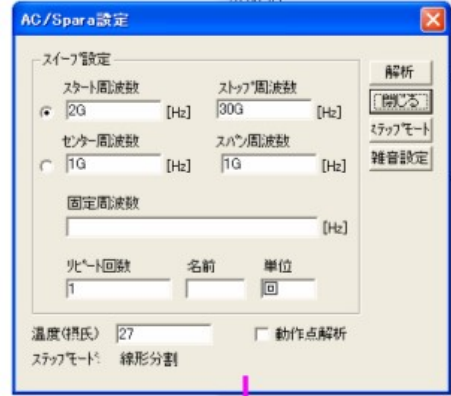 AC/Spara設定
スイープ設定
スタート周波数 ストップ周波数
2G [Hz] 30G [Hz]
センター周波数 スパン周波数
1G [Hz] 1G [Hz]
固定周波数
[Hz]
リピート回数 名前 単位
1 回
温度(摂氏) 27 動作点解析
ステップモード: 線形分割
解析
閉じる
ステップモード
雑音設定